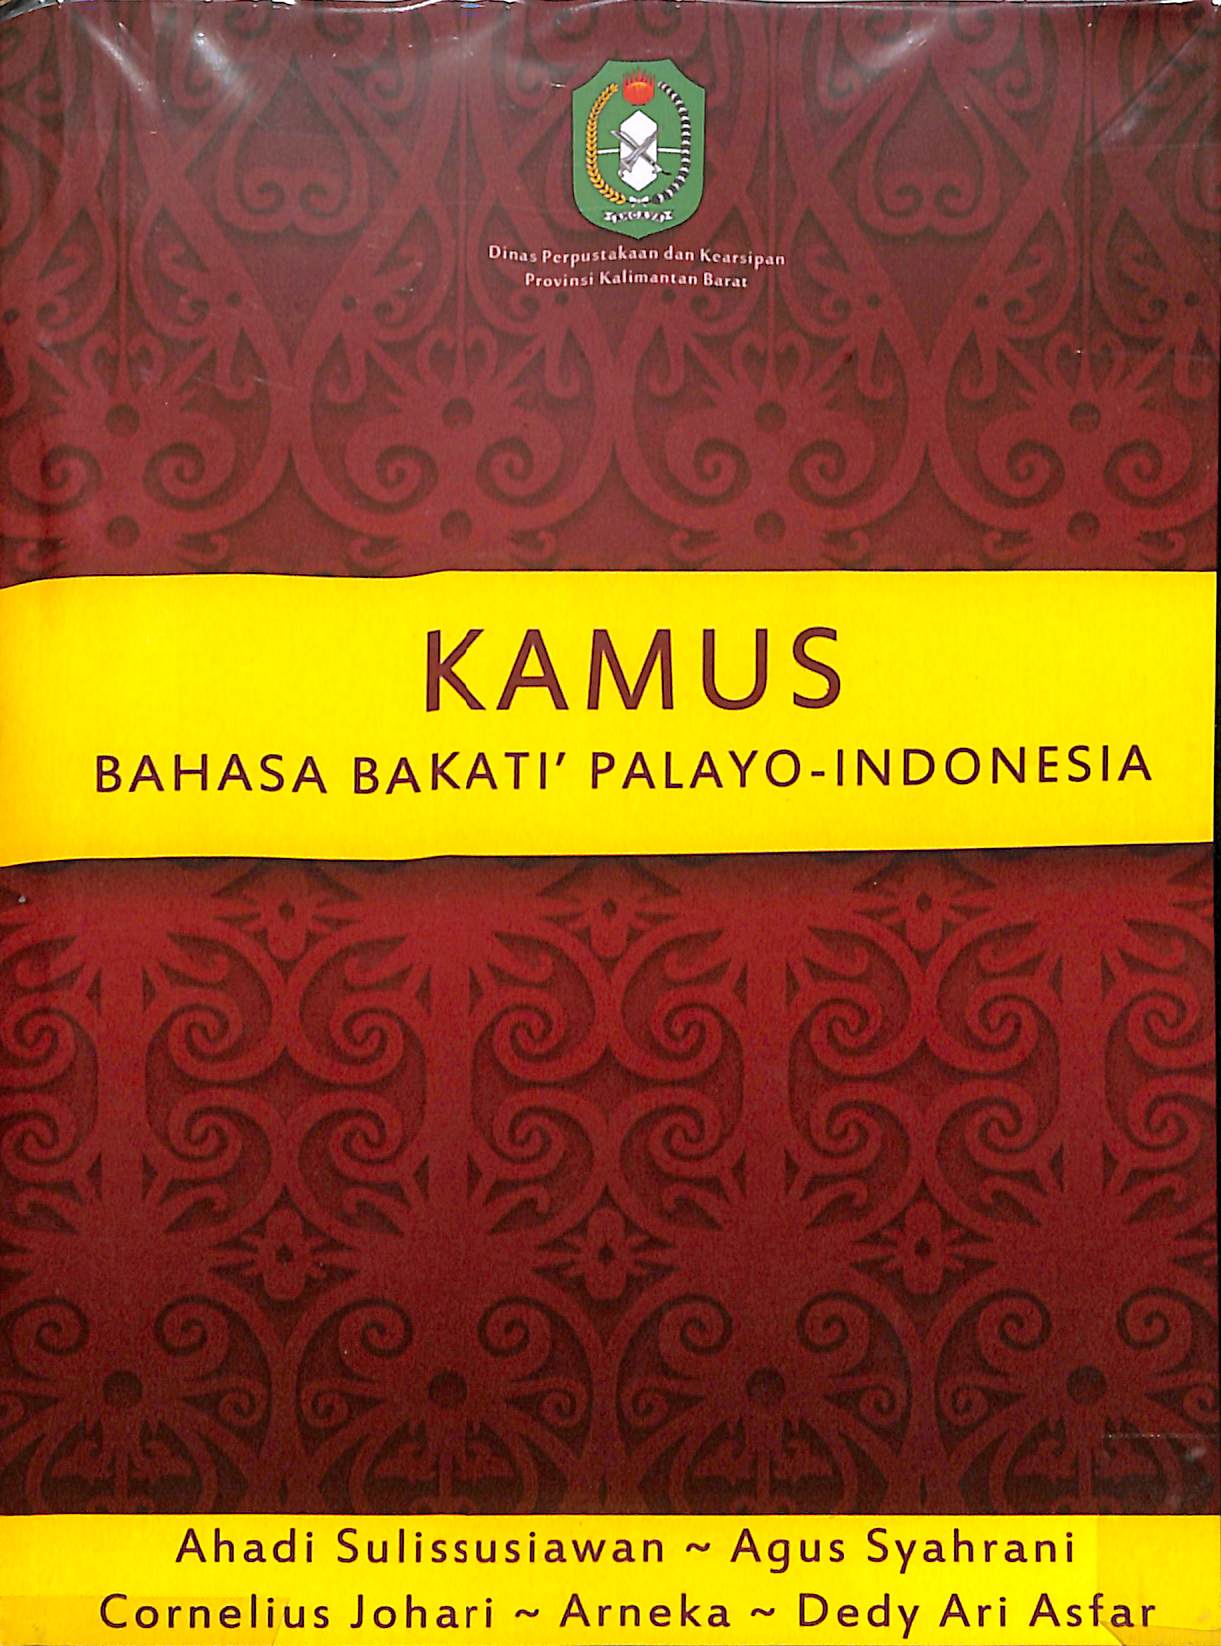 AKCAYA
Dinas Perpustakaan dan Kearsipan
Provinsi Kalimantan Barat
KAMUS
BAHASA BAKATI’ PALAYO-INDONESIA
Ahadi Sulissusiawan ~ Agus Syahrani
Cornelius Johari ~ Arneka ~ Dedy Ari Asfar